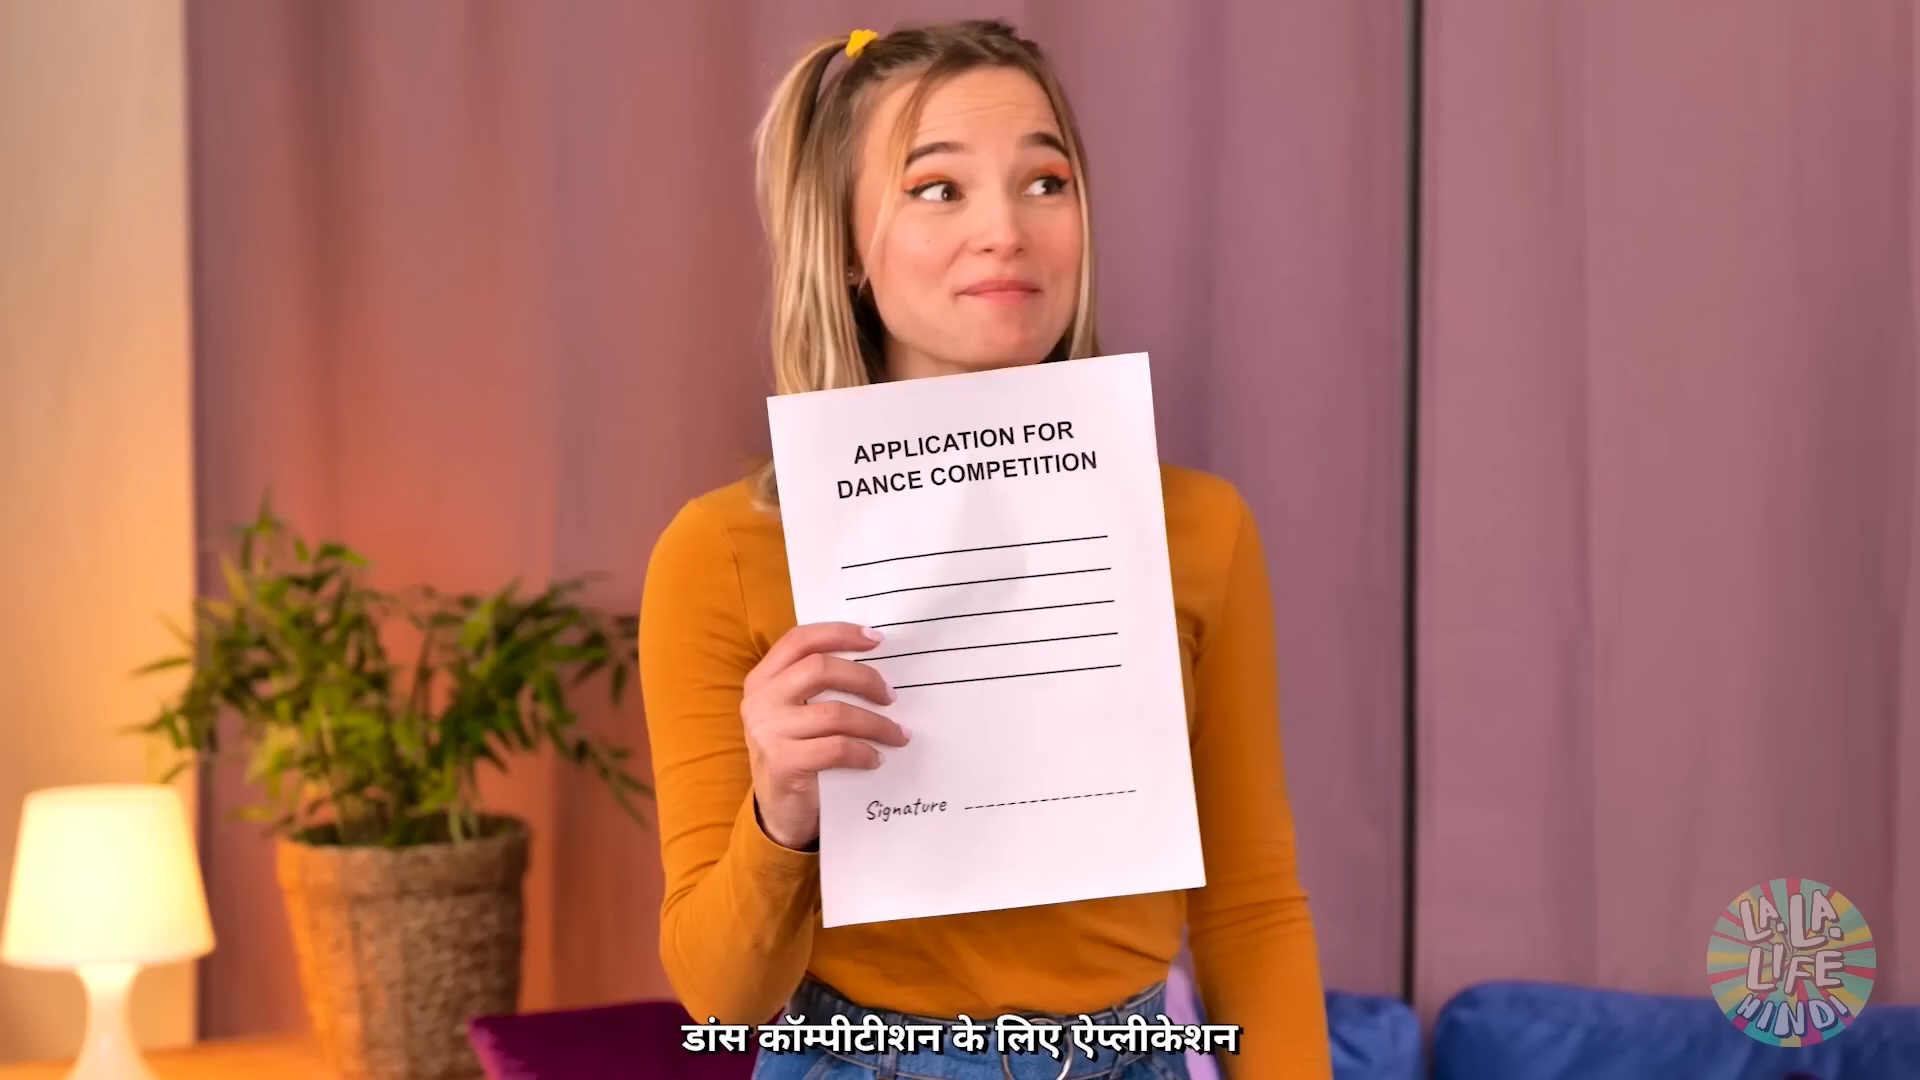 APPLICATION FOR
DANCE COMPETITION
Signature
डांस कॉम्पीटीशन के लिए ऐप्लीकेशन
LA LA
LIFE
HINDI